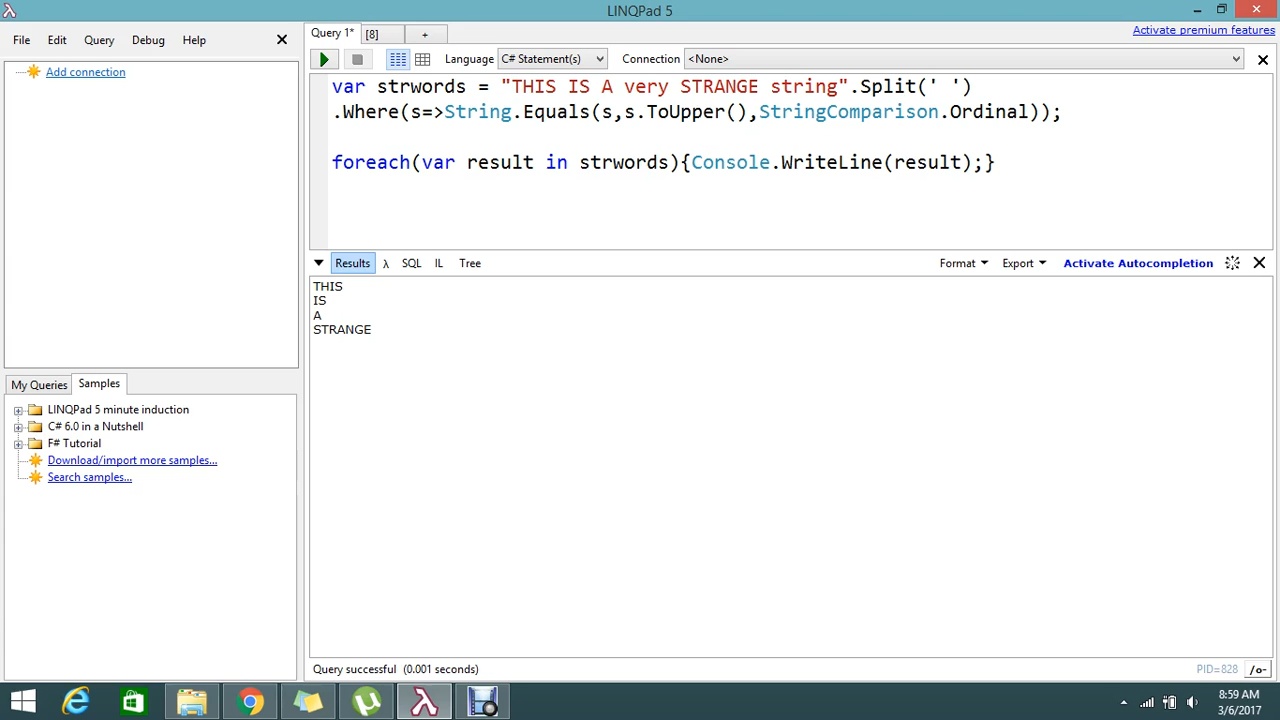 LINQPad 5
File Edit Query Debug Help
Add connection
Query 1* [8] +
Activate premium features
Language C# Statement(s) Connection <None>
var strwords = "THIS IS A very STRANGE string".Split(' ')
.Where(s=>String.Equals(s,s.ToUpper(),StringComparison.Ordinal));
foreach(var result in strwords){Console.WriteLine(result);}
Results λ SQL IL Tree Format Export Activate Autocompletion
THIS
IS
A
STRANGE
My Queries Samples
LINQPad 5 minute induction
C# 6.0 in a Nutshell
F# Tutorial
Download/import more samples...
Search samples...
Query successful (0.001 seconds)
PID=828 /o-
8:59 AM
3/6/2017